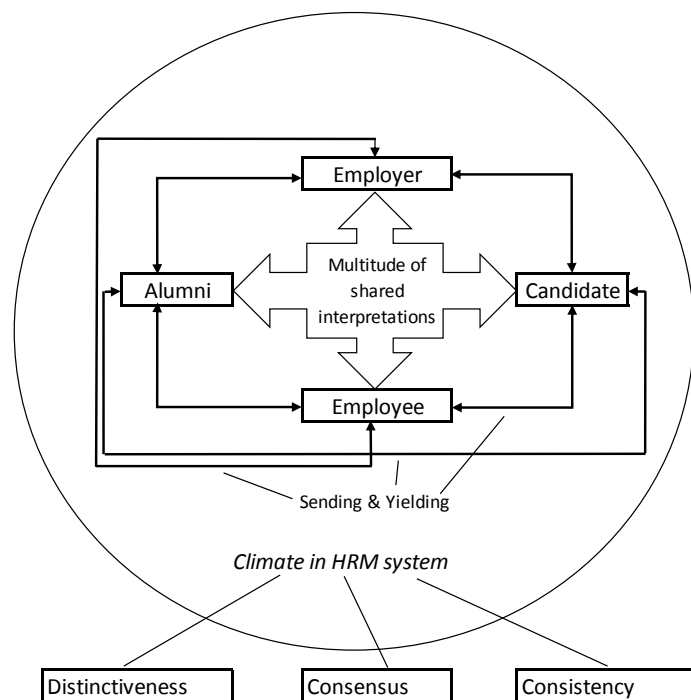 Employer
Multitude of
shared
interpretations
Alumni
Candidate
Employee
Sending & Yielding
Climate in HRM system
Distinctiveness
Consensus
Consistency